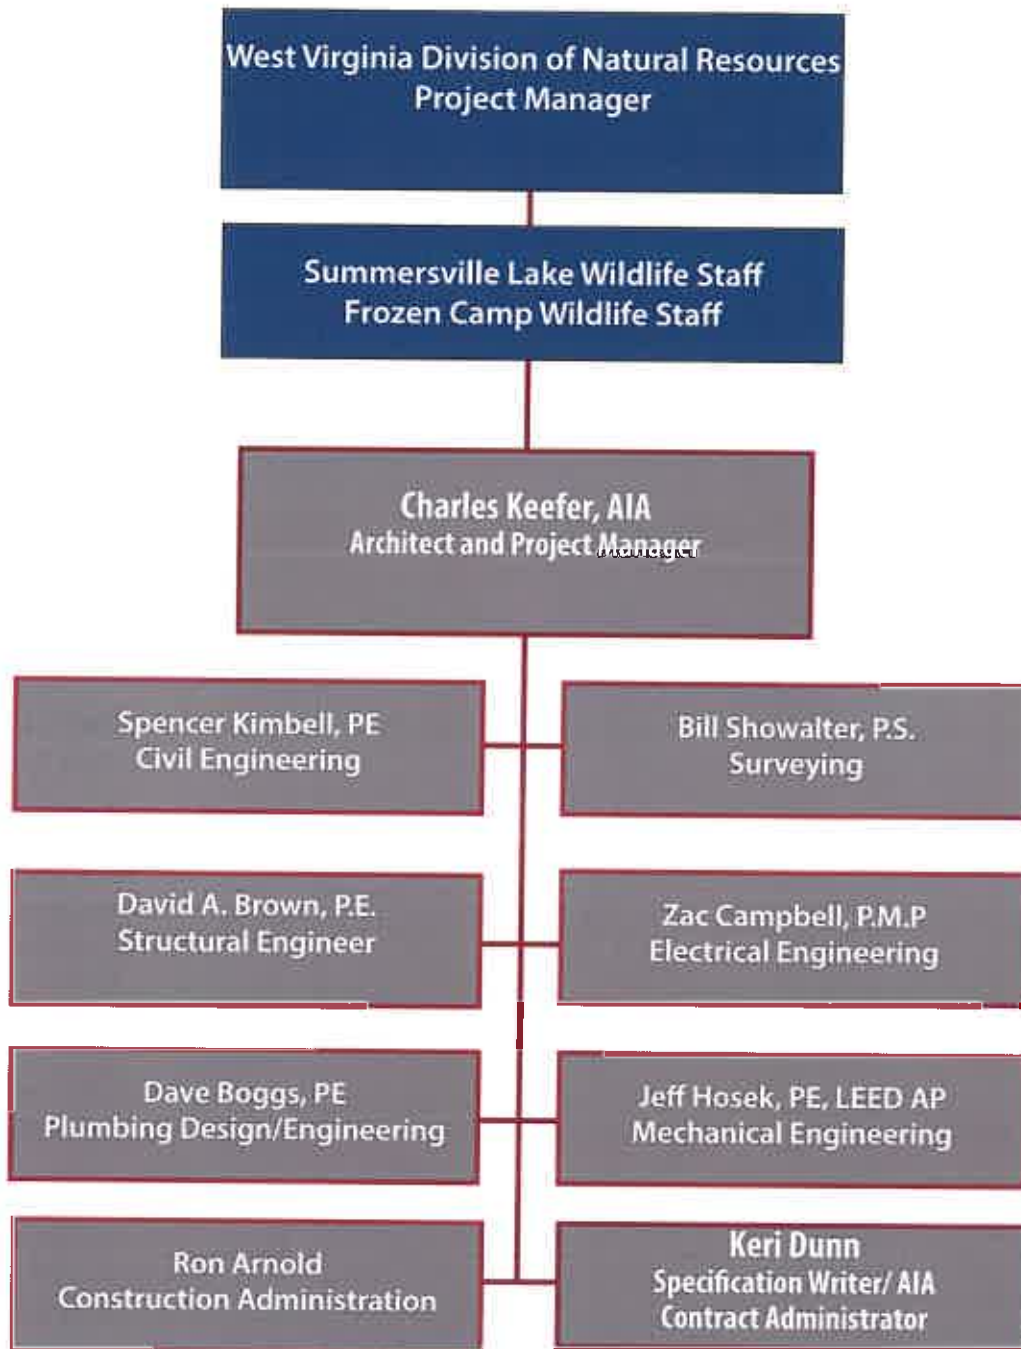 West Virginia Division of Natural Resources
Project Manager
Summersville Lake Wildlife Staff
Frozen Camp Wildlife Staff
Charles Keefer, AIA
Architect and Project Manager
Spencer Kimbell, PE
Civil Engineering
Bill Showalter, P.S.
Surveying
David A. Brown, P.E.
Structural Engineer
Zac Campbell, P.M.P
Electrical Engineering
Dave Boggs, PE
Plumbing Design/Engineering
Jeff Hosek, PE, LEED AP
Mechanical Engineering
Ron Arnold
Construction Administration
Keri Dunn
Specification Writer/ AIA
Contract Administrator